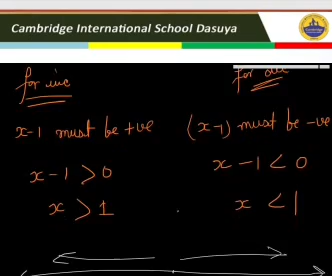 Cambridge International School Dasuya
for inc
for dec
x-1 must be +ve
(x-1) must be -ve
x-1 > 0
x-1 < 0
x > 1
x < 1